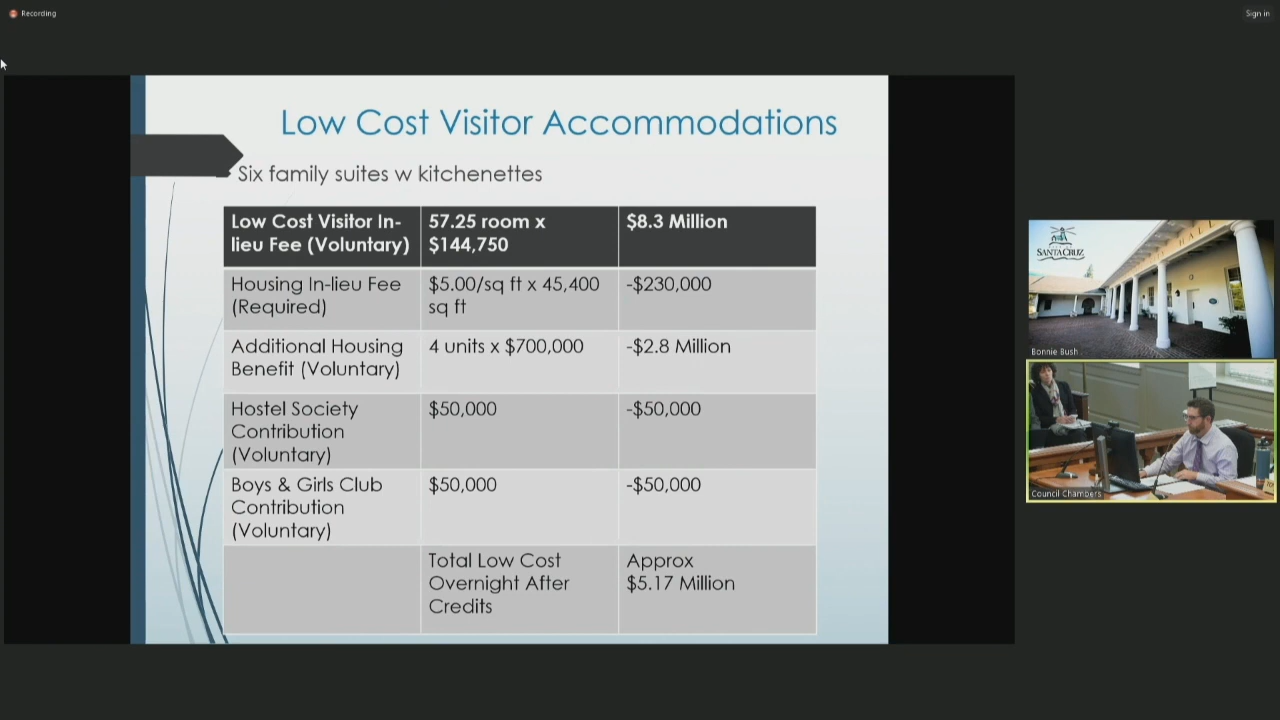 Recording
Sign in
Low Cost Visitor Accommodations
Six family suites w kitchenettes
Low Cost Visitor In-
lieu Fee (Voluntary)
57.25 room x
$144,750
$8.3 Million
Housing In-lieu Fee
(Required)
$5.00/sq ft x 45,400
sq ft
-$230,000
Additional Housing
Benefit (Voluntary)
4 units x $700,000
-$2.8 Million
Hostel Society
Contribution
(Voluntary)
$50,000
-$50,000
Boys & Girls Club
Contribution
(Voluntary)
$50,000
-$50,000
Total Low Cost
Overnight After
Credits
Approx
$5.17 Million
SANTA CRUZ
HALL
Bonnie Bush
Council Chambers